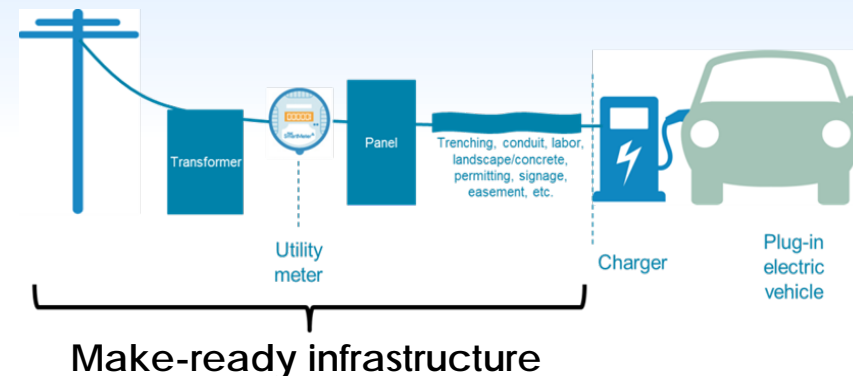 Transformer
SmartMeter
Panel
Trenching, conduit, labor,
landscape/concrete,
permitting, signage,
easement, etc.
Utility
meter
Charger
Plug-in
electric
vehicle
Make-ready infrastructure